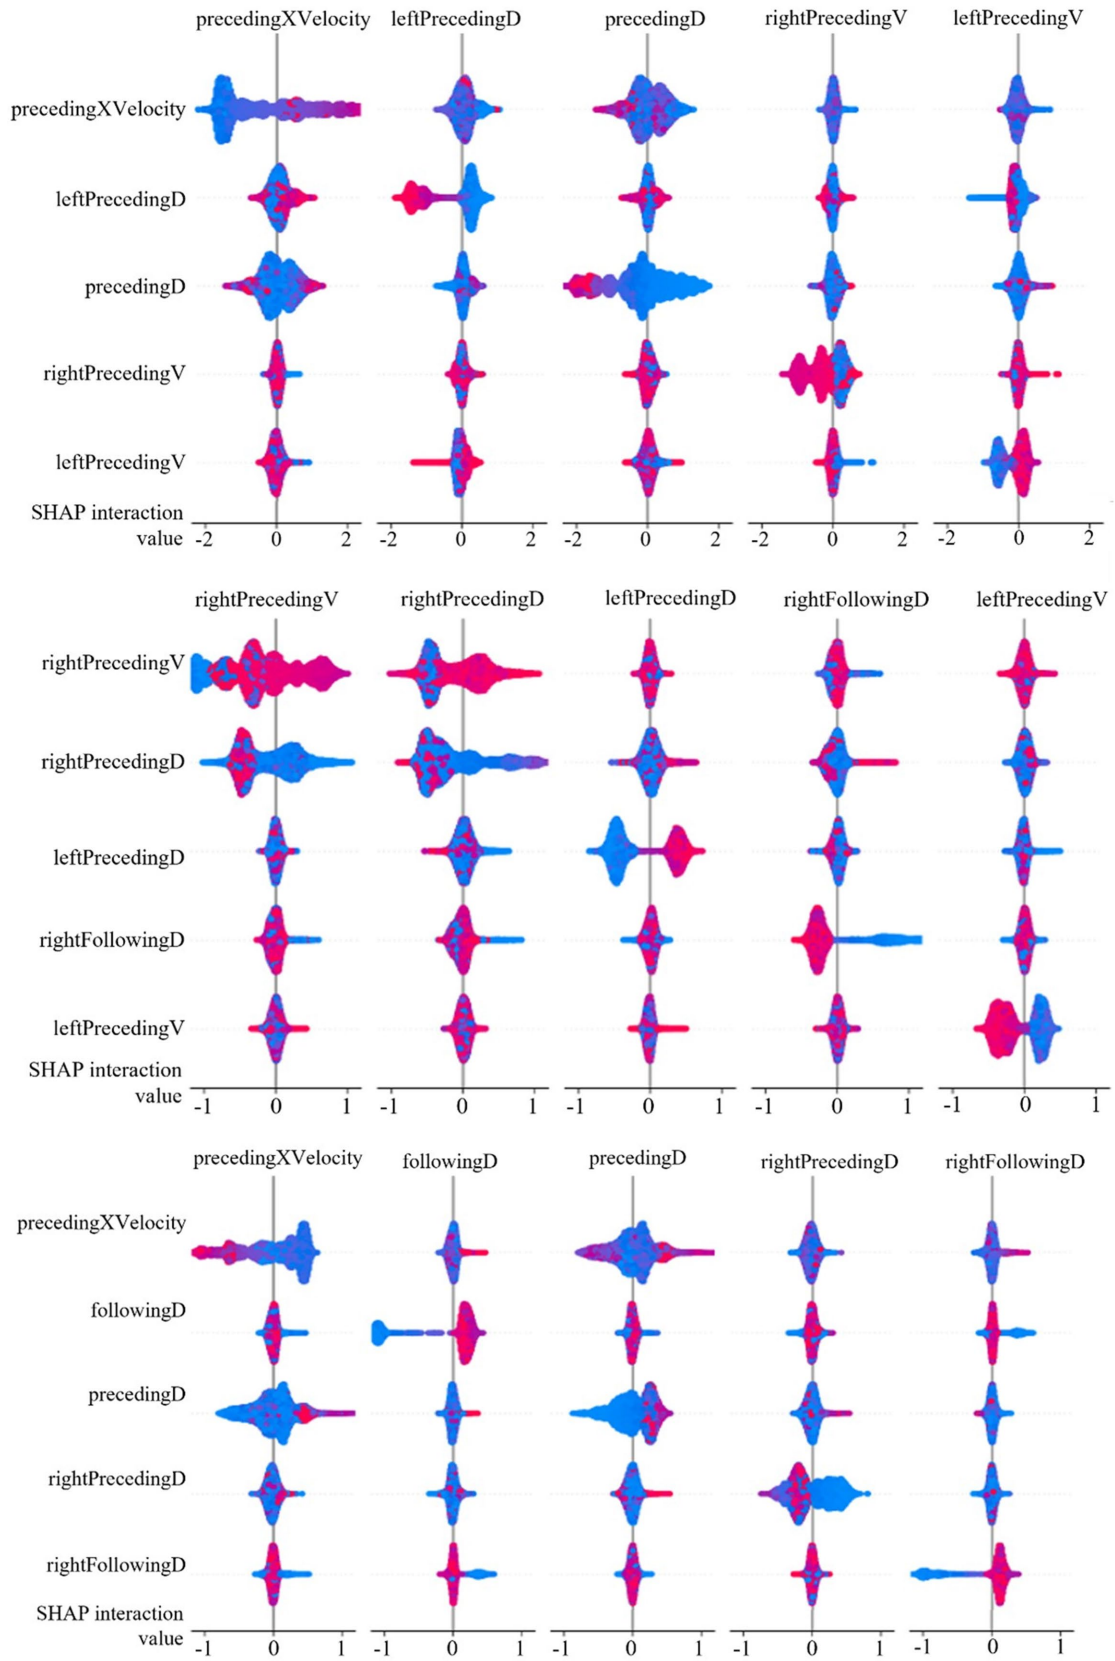 precedingXVelocity leftPrecedingD precedingD rightPrecedingV leftPrecedingV
precedingXVelocity
leftPrecedingD
precedingD
rightPrecedingV
leftPrecedingV
SHAP interaction
value
-2 0 2 -2 0 2 -2 0 2 -2 0 2 -2 0 2
rightPrecedingV rightPrecedingD leftPrecedingD rightFollowingD leftPrecedingV
rightPrecedingV
rightPrecedingD
leftPrecedingD
rightFollowingD
leftPrecedingV
SHAP interaction
value
-1 0 1 -1 0 1 -1 0 1 -1 0 1 -1 0 1
precedingXVelocity followingD precedingD rightPrecedingD rightFollowingD
precedingXVelocity
followingD
precedingD
rightPrecedingD
rightFollowingD
SHAP interaction
value
-1 0 1 -1 0 1 -1 0 1 -1 0 1 -1 0 1